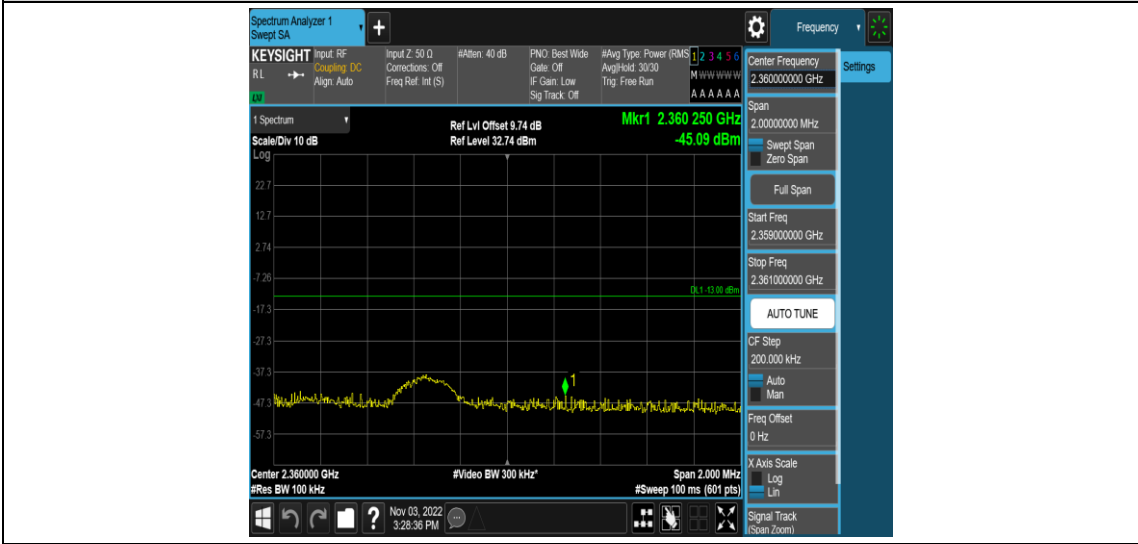 Spectrum Analyzer 1
Swept SA
+
Frequency
KEYSIGHT
RL
Input: RF
Coupling: DC
Align: Auto
Input Z: 50 Ω
Corrections: Off
Freq Ref: Int (S)
#Atten: 40 dB
PNO: Best Wide
Gate: Off
IF Gain: Low
Sig Track: Off
#Avg Type: Power (RMS
Avg|Hold: 30/30
Trig: Free Run
1 2 3 4 5 6
M W W W W W
A A A A A A
1 Spectrum
Scale/Div 10 dB
Log
Ref Lvl Offset 9.74 dB
Ref Level 32.74 dBm
Mkr1 2.360 250 GHz
-45.09 dBm
22.7
12.7
2.74
-7.26
DL1 -13.00 dBm
-17.3
-27.3
-37.3
1
-47.3
-57.3
Center 2.360000 GHz
#Res BW 100 kHz
#Video BW 300 kHz*
Span 2.000 MHz
#Sweep 100 ms (601 pts)
?
Nov 03, 2022
3:28:36 PM
Center Frequency
2.360000000 GHz
Settings
Span
2.00000000 MHz
Swept Span
Zero Span
Full Span
Start Freq
2.359000000 GHz
Stop Freq
2.361000000 GHz
AUTO TUNE
CF Step
200.000 kHz
Auto
Man
Freq Offset
0 Hz
X Axis Scale
Log
Lin
Signal Track
(Span Zoom)